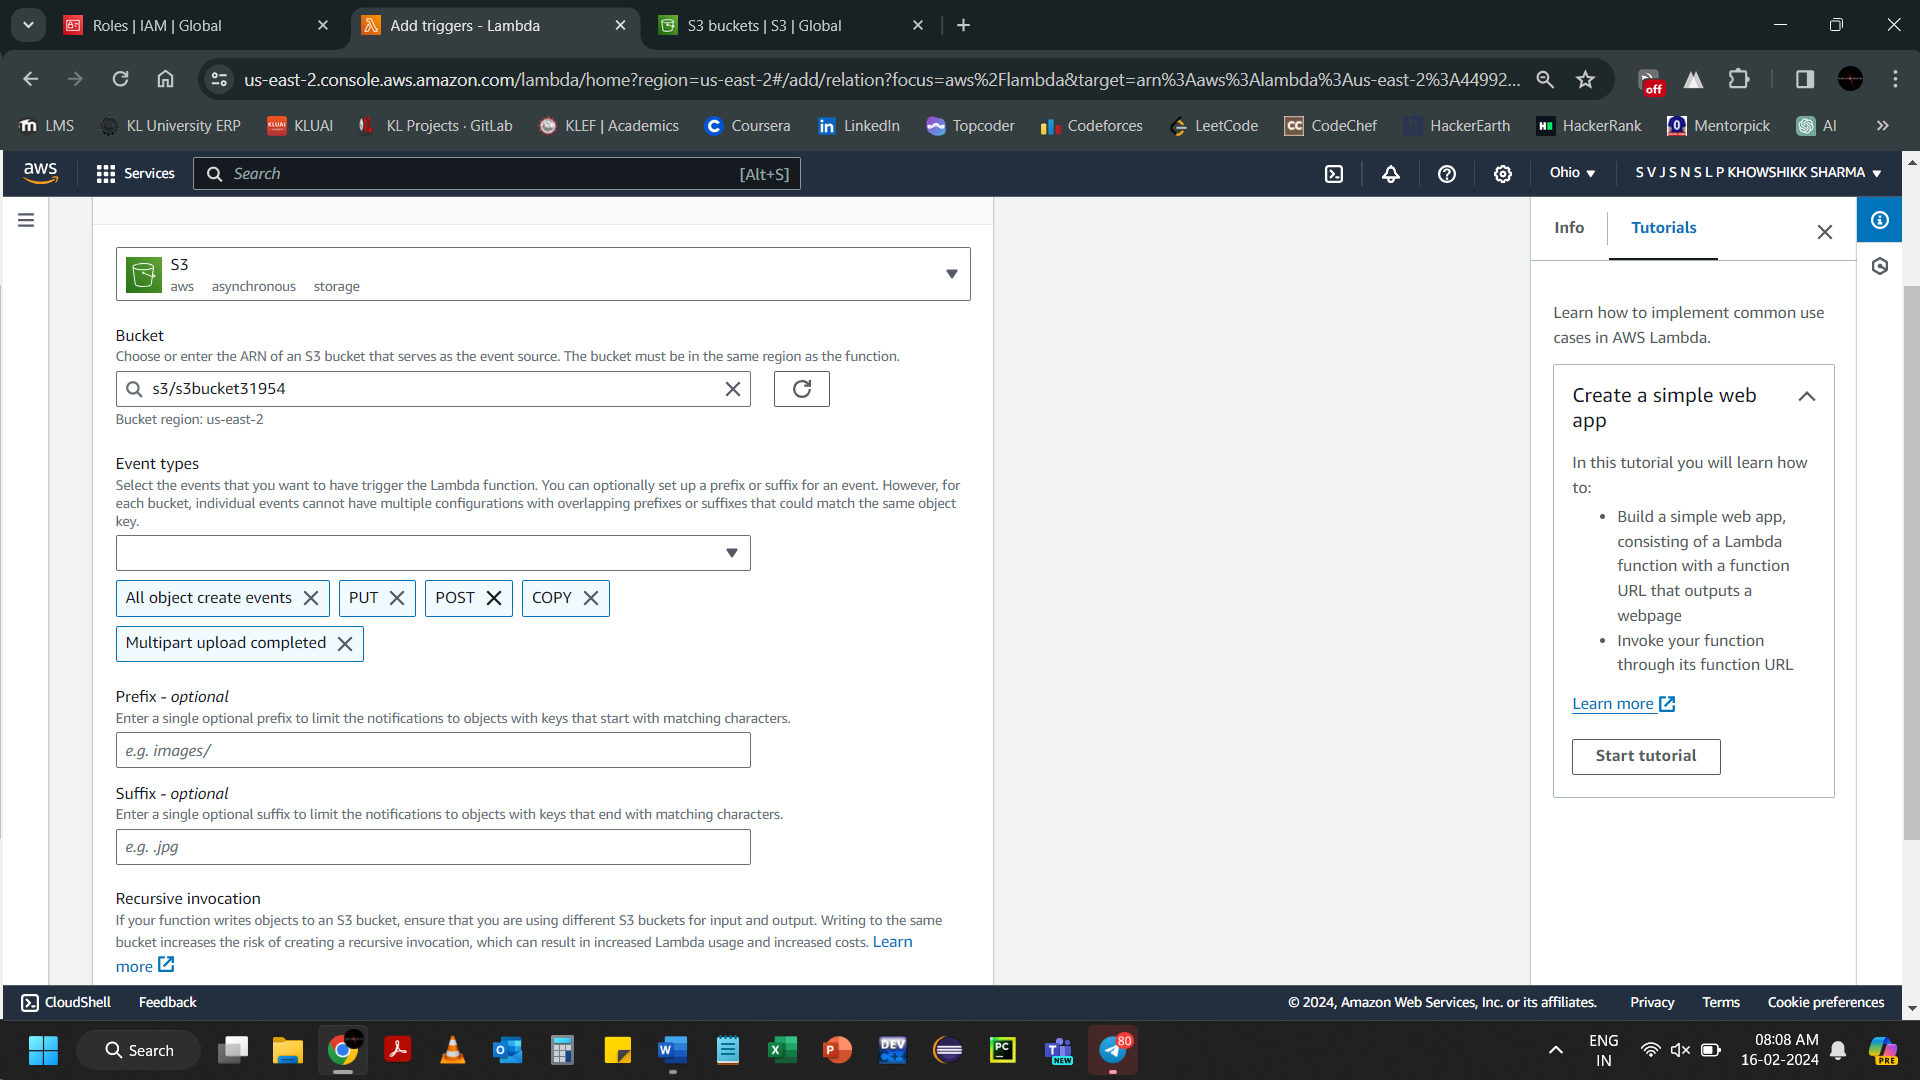 Roles | IAM | Global
Add triggers - Lambda
S3 buckets | S3 | Global
us-east-2.console.aws.amazon.com/lambda/home?region=us-east-2#/add/relation?focus=aws%2Flambda&target=arn%3Aaws%3Alambda%3Aus-east-2%3A44992...
off
LMS
KL University ERP
KLUAI
KL Projects · GitLab
KLEF | Academics
Coursera
LinkedIn
Topcoder
Codeforces
LeetCode
CodeChef
HackerEarth
HackerRank
Mentorpick
AI
aws
Services
Search
[Alt+S]
Ohio
S V J S N S L P KHOWSHIKK SHARMA
S3
aws asynchronous storage
Bucket
Choose or enter the ARN of an S3 bucket that serves as the event source. The bucket must be in the same region as the function.
s3/s3bucket31954
Bucket region: us-east-2
Event types
Select the events that you want to have trigger the Lambda function. You can optionally set up a prefix or suffix for an event. However, for
each bucket, individual events cannot have multiple configurations with overlapping prefixes or suffixes that could match the same object
key.
All object create events
PUT
POST
COPY
Multipart upload completed
Prefix - optional
Enter a single optional prefix to limit the notifications to objects with keys that start with matching characters.
e.g. images/
Suffix - optional
Enter a single optional suffix to limit the notifications to objects with keys that end with matching characters.
e.g. .jpg
Recursive invocation
If your function writes objects to an S3 bucket, ensure that you are using different S3 buckets for input and output. Writing to the same
bucket increases the risk of creating a recursive invocation, which can result in increased Lambda usage and increased costs. Learn
more
Info
Tutorials
Learn how to implement common use
cases in AWS Lambda.
Create a simple web
app
In this tutorial you will learn how
to:
• Build a simple web app,
consisting of a Lambda
function with a function
URL that outputs a
webpage
• Invoke your function
through its function URL
Learn more
Start tutorial
CloudShell
Feedback
© 2024, Amazon Web Services, Inc. or its affiliates.
Privacy
Terms
Cookie preferences
Search
DEV
PC
NEW
80
ENG
IN
08:08 AM
16-02-2024
PRE